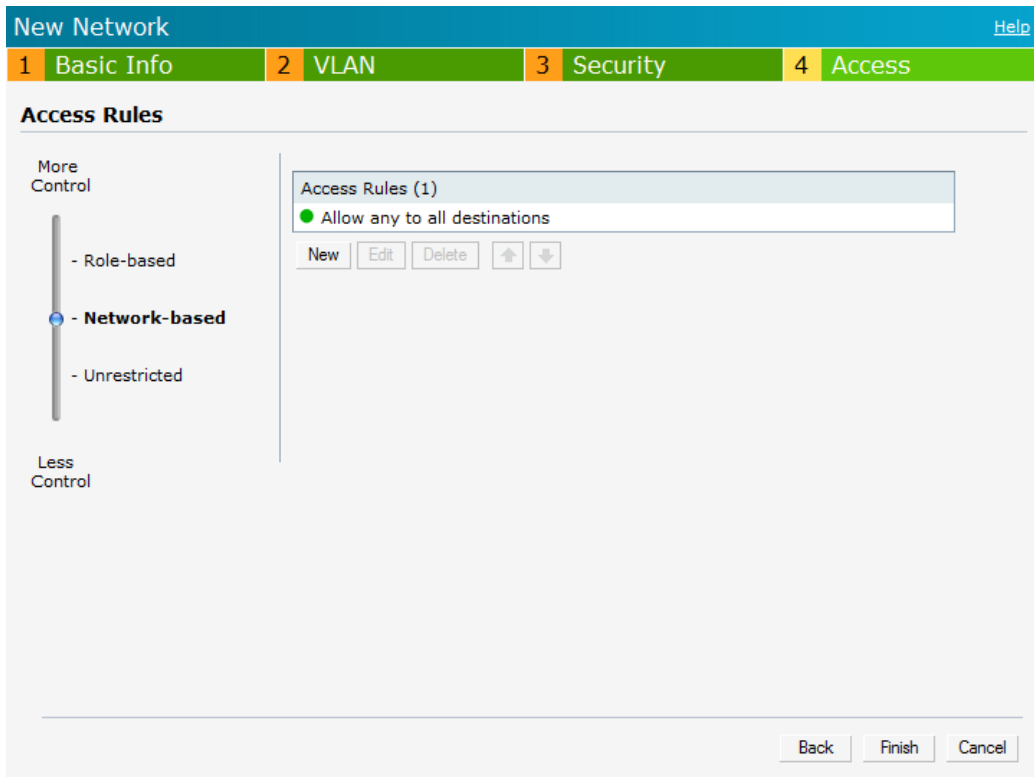 New Network
Help
1 Basic Info
2 VLAN
3 Security
4 Access
Access Rules
More
Control
- Role-based
- Network-based
- Unrestricted
Less
Control
Access Rules (1)
Allow any to all destinations
New Edit Delete
Back Finish Cancel